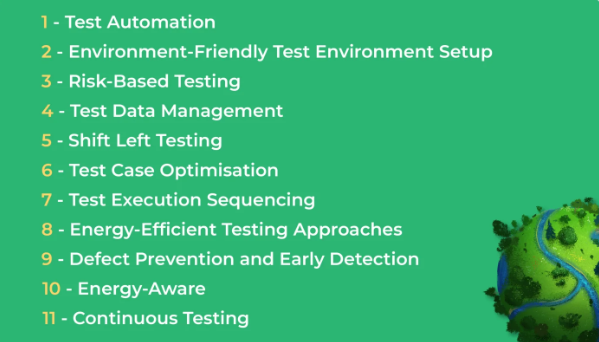 1 - Test Automation
2 - Environment-Friendly Test Environment Setup
3 - Risk-Based Testing
4 - Test Data Management
5 - Shift Left Testing
6 - Test Case Optimisation
7 - Test Execution Sequencing
8 - Energy-Efficient Testing Approaches
9 - Defect Prevention and Early Detection
10 - Energy-Aware
11 - Continuous Testing